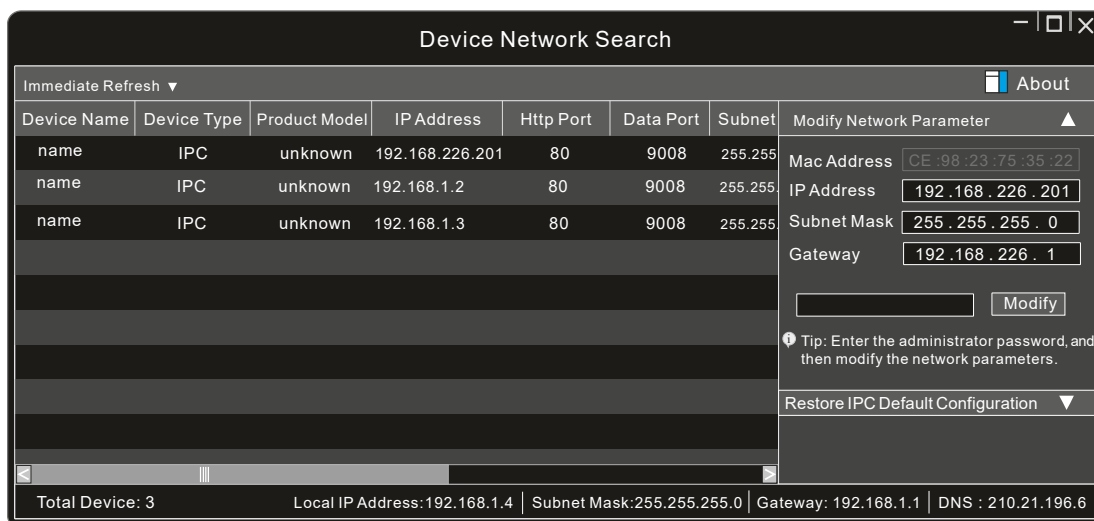 Device Network Search
Immediate Refresh ▼ About
Device Name Device Type Product Model IP Address Http Port Data Port Subnet
name IPC unknown 192.168.226.201 80 9008 255.255
name IPC unknown 192.168.1.2 80 9008 255.255.
name IPC unknown 192.168.1.3 80 9008 255.255.
Modify Network Parameter ▲
Mac Address CE :98 :23 :75 :35 :22
IP Address 192 .168 . 226 . 201
Subnet Mask 255 . 255 . 255 . 0
Gateway 192 .168 . 226 . 1
Modify
Tip: Enter the administrator password, and
then modify the network parameters.
Restore IPC Default Configuration ▼
Total Device: 3 Local IP Address:192.168.1.4 Subnet Mask:255.255.255.0 Gateway: 192.168.1.1 DNS : 210.21.196.6